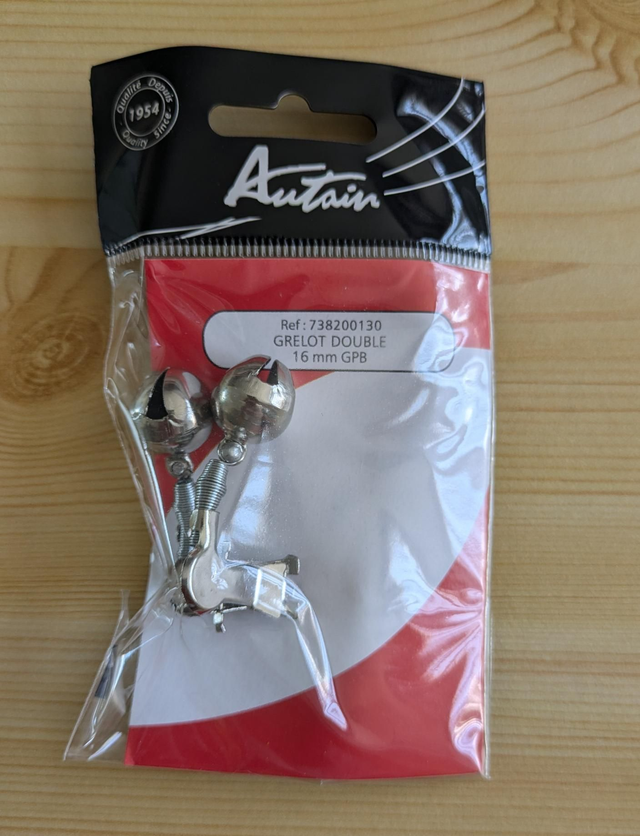 Qualité Depuis
1954
Quality Since
Autain
Ref : 738200130
GRELOT DOUBLE
16 mm GPB